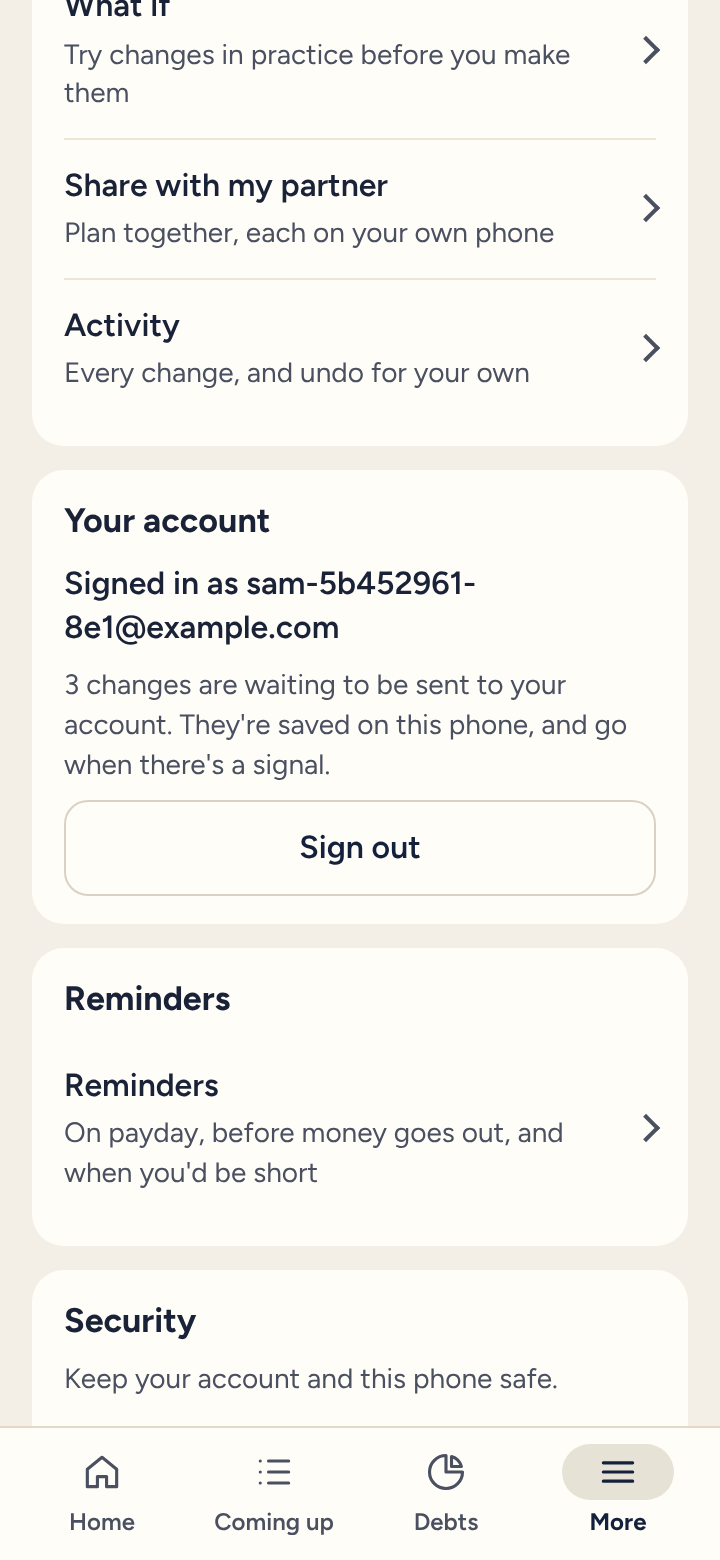 What if
Try changes in practice before you make
them
Share with my partner
Plan together, each on your own phone
Activity
Every change, and undo for your own
Your account
Signed in as sam-5b452961-
8e1@example.com
3 changes are waiting to be sent to your
account. They're saved on this phone, and go
when there's a signal.
Sign out
Reminders
Reminders
On payday, before money goes out, and
when you'd be short
Security
Keep your account and this phone safe.
Home
Coming up
Debts
More